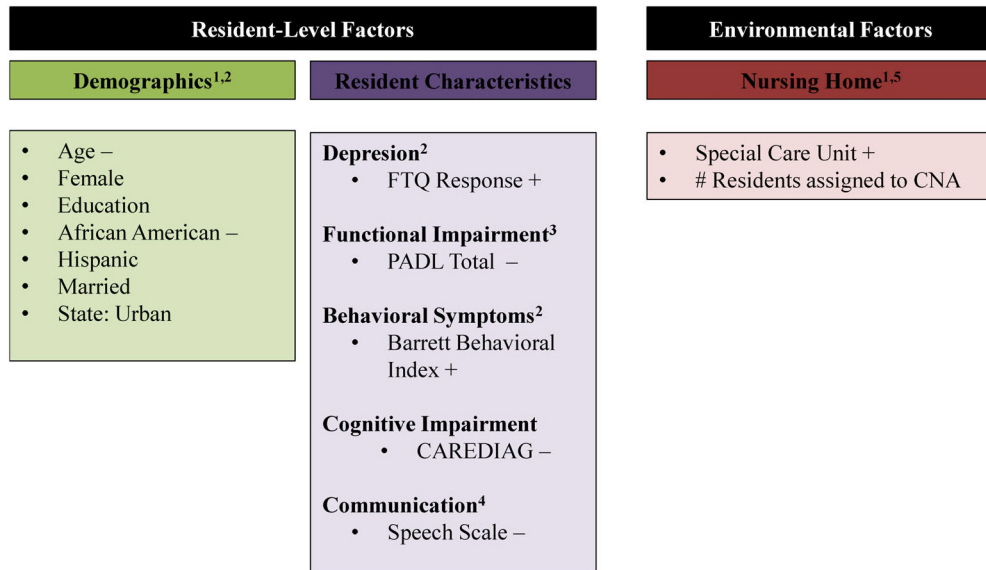 Resident-Level Factors
Demographics1,2
• Age –
• Female
• Education
• African American –
• Hispanic
• Married
• State: Urban
Resident Characteristics
Depresion2
• FTQ Response +
Functional Impairment3
• PADL Total –
Behavioral Symptoms2
• Barrett Behavioral
Index +
Cognitive Impairment
• CAREDIAG –
Communication4
• Speech Scale –
Environmental Factors
Nursing Home1,5
• Special Care Unit +
• # Residents assigned to CNA